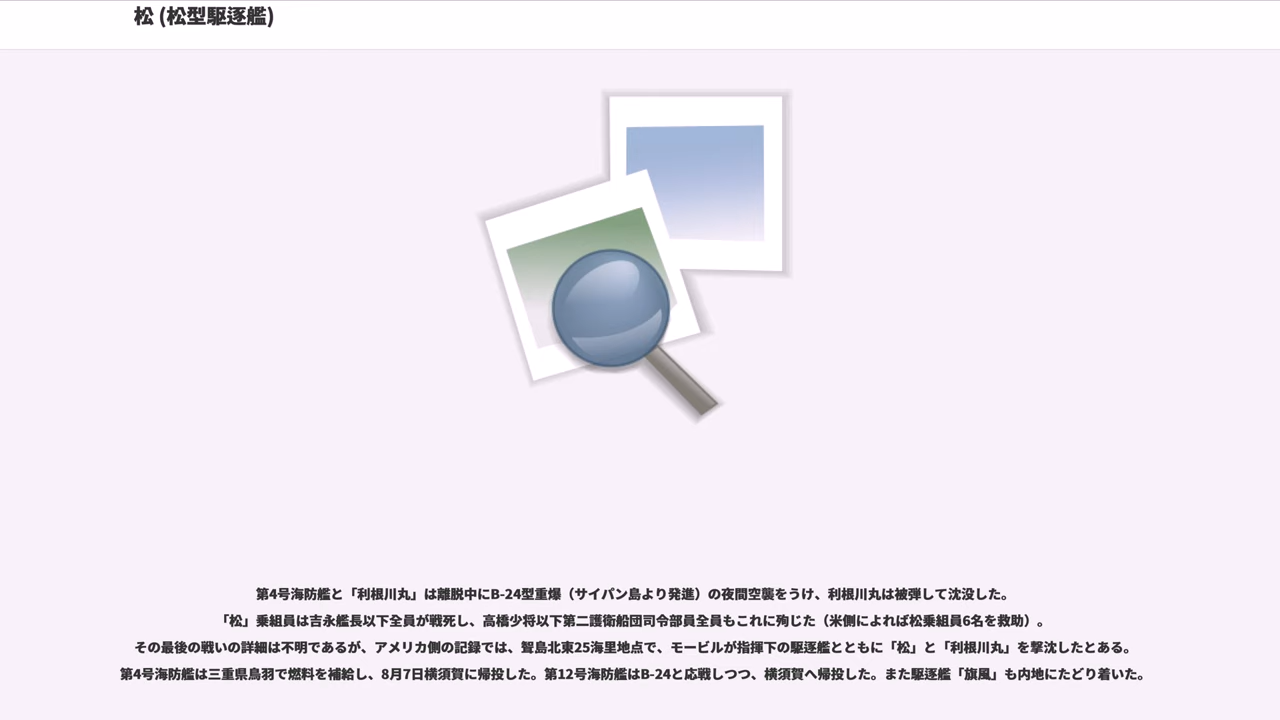 松 (松型駆逐艦)
第4号海防艦と「利根川丸」は離脱中にB-24型重爆（サイパン島より発進）の夜間空襲をうけ、利根川丸は被弾して沈没した。
「松」乗組員は吉永艦長以下全員が戦死し、高橋少将以下第二護衛船団司令部員全員もこれに殉じた（米側によれば松乗組員6名を救助）。
その最後の戦いの詳細は不明であるが、アメリカ側の記録では、聟島北東25海里地点で、モービルが指揮下の駆逐艦とともに「松」と「利根川丸」を撃沈したとある。
第4号海防艦は三重県鳥羽で燃料を補給し、8月7日横須賀に帰投した。第12号海防艦はB-24と応戦しつつ、横須賀へ帰投した。また駆逐艦「旗風」も内地にたどり着いた。